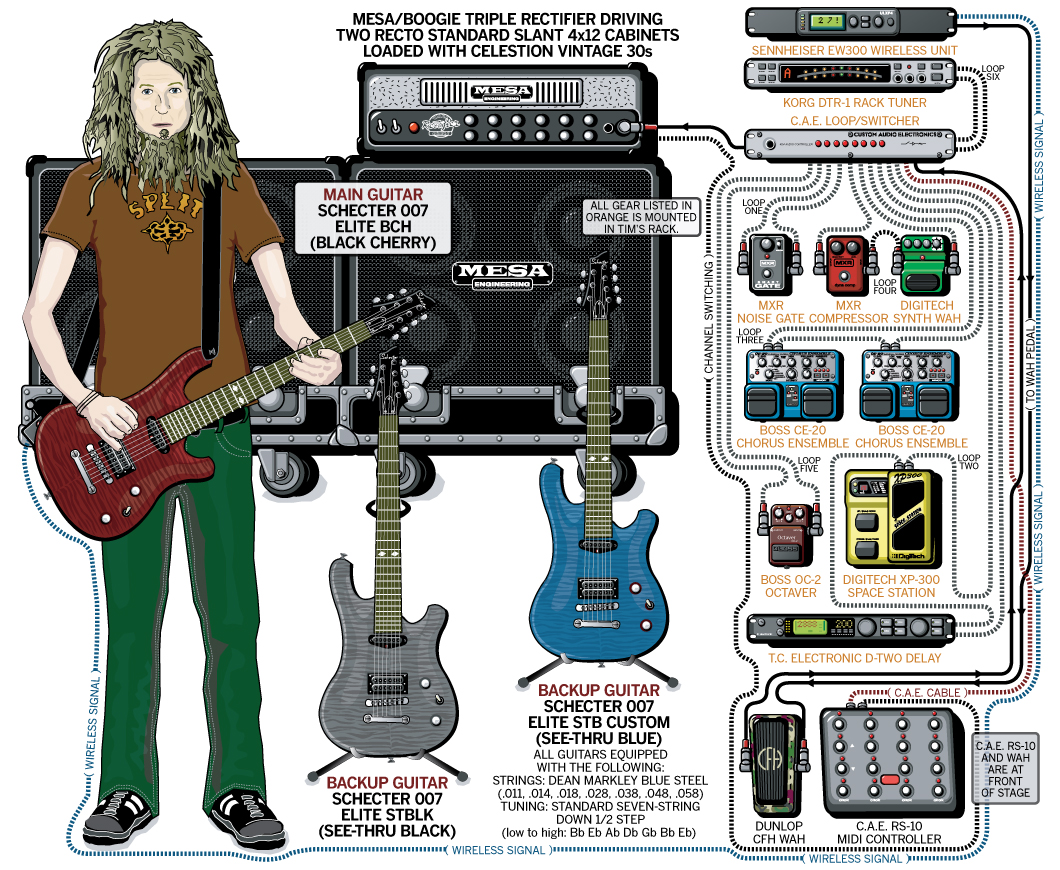 MESA/BOOGIE TRIPLE RECTIFIER DRIVING
TWO RECTO STANDARD SLANT 4x12 CABINETS
LOADED WITH CELESTION VINTAGE 30s
MESA
ENGINEERING
SPLIT
MAIN GUITAR
SCHECTER 007
ELITE BCH
(BLACK CHERRY)
ALL GEAR LISTED IN
ORANGE IS MOUNTED
IN TIM'S RACK.
MESA
ENGINEERING
SENNHEISER EW300 WIRELESS UNIT
LOOP
SIX
KORG DTR-1 RACK TUNER
C.A.E. LOOP/SWITCHER
CUSTOM AUDIO ELECTRONICS
LOOP
ONE
LOOP
FOUR
MXR
NOISE GATE
MXR
COMPRESSOR
DIGITECH
SYNTH WAH
LOOP
THREE
BOSS CE-20
CHORUS ENSEMBLE
BOSS CE-20
CHORUS ENSEMBLE
LOOP
FIVE
LOOP
TWO
XP300
Octaver
DigiTech
BOSS OC-2
OCTAVER
DIGITECH XP-300
SPACE STATION
T.C. ELECTRONIC D-TWO DELAY
( CHANNEL SWITCHING )
( TO WAH PEDAL )
( WIRELESS SIGNAL )
( WIRELESS SIGNAL )
( C.A.E. CABLE )
CFH
DUNLOP
CFH WAH
C.A.E. RS-10
MIDI CONTROLLER
C.A.E. RS-10
AND WAH
ARE AT
FRONT
OF STAGE
BACKUP GUITAR
SCHECTER 007
ELITE STBLK
(SEE-THRU BLACK)
BACKUP GUITAR
SCHECTER 007
ELITE STB CUSTOM
(SEE-THRU BLUE)
ALL GUITARS EQUIPPED
WITH THE FOLLOWING:
STRINGS: DEAN MARKLEY BLUE STEEL
(.011, .014, .018, .028, .038, .048, .058)
TUNING: STANDARD SEVEN-STRING
DOWN 1/2 STEP
(low to high: Bb Eb Ab Db Gb Bb Eb)
( WIRELESS SIGNAL )
( WIRELESS SIGNAL )
( WIRELESS SIGNAL )